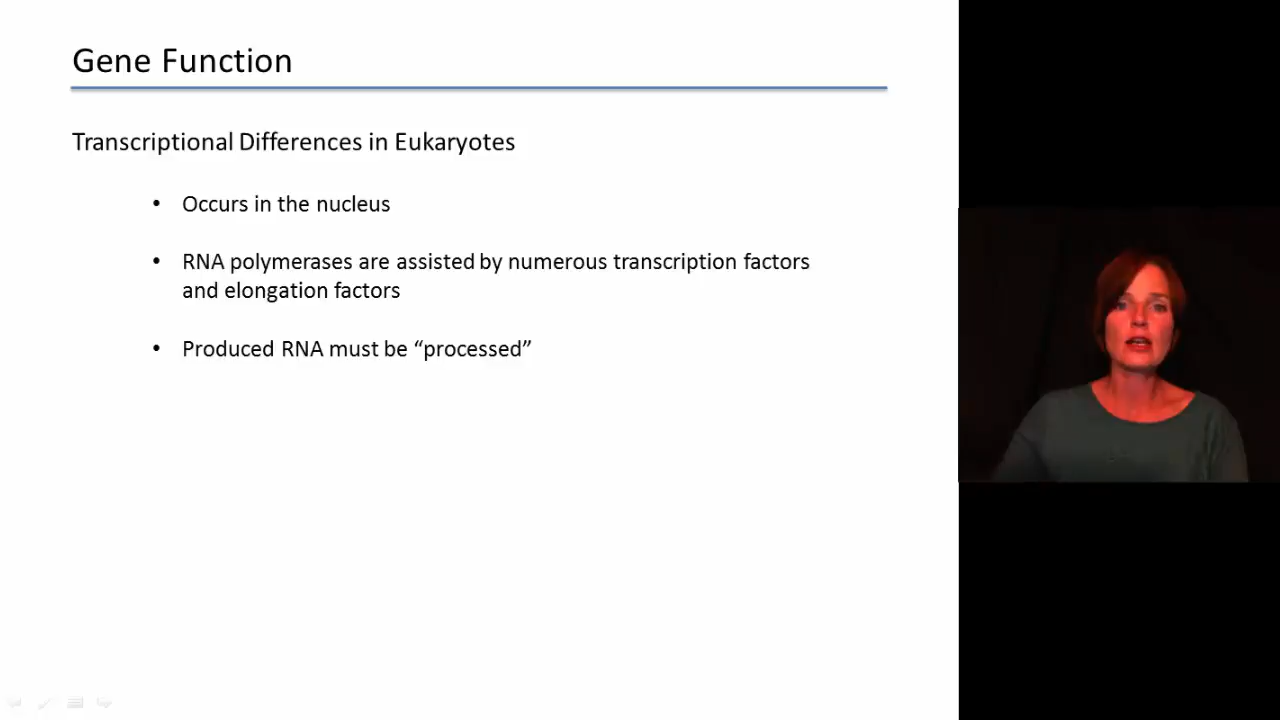 Gene Function
Transcriptional Differences in Eukaryotes
• Occurs in the nucleus
• RNA polymerases are assisted by numerous transcription factors
and elongation factors
• Produced RNA must be “processed”